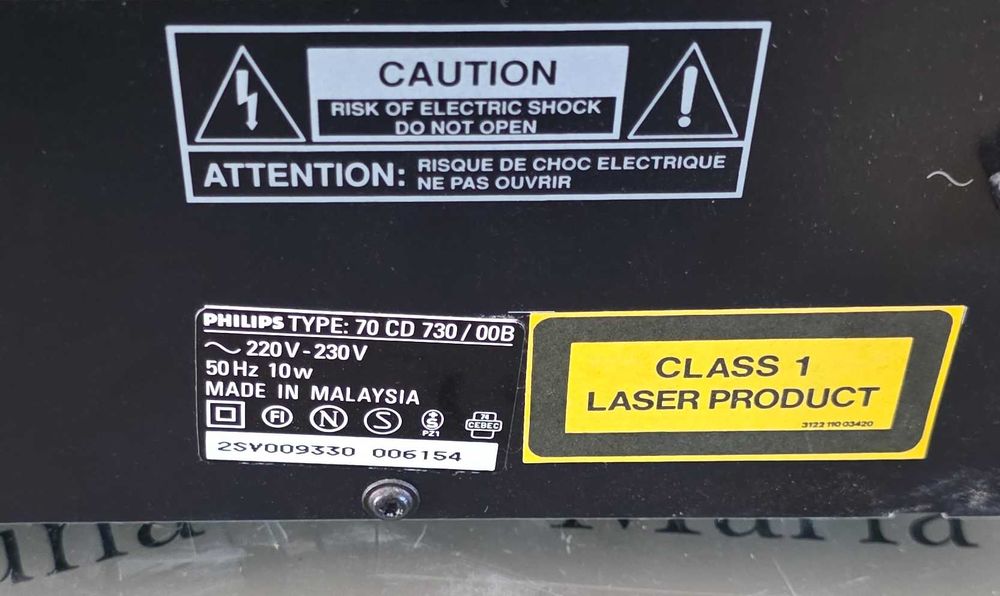 CAUTION
RISK OF ELECTRIC SHOCK
DO NOT OPEN
ATTENTION: RISQUE DE CHOC ELECTRIQUE
NE PAS OUVRIR
PHILIPS TYPE: 70 CD 730/00B
～ 220V-230V
50Hz 10w
MADE IN MALAYSIA
FI N S S PZ1 CEBEC
2SV009330 006154
CLASS 1
LASER PRODUCT
3122 110 03420